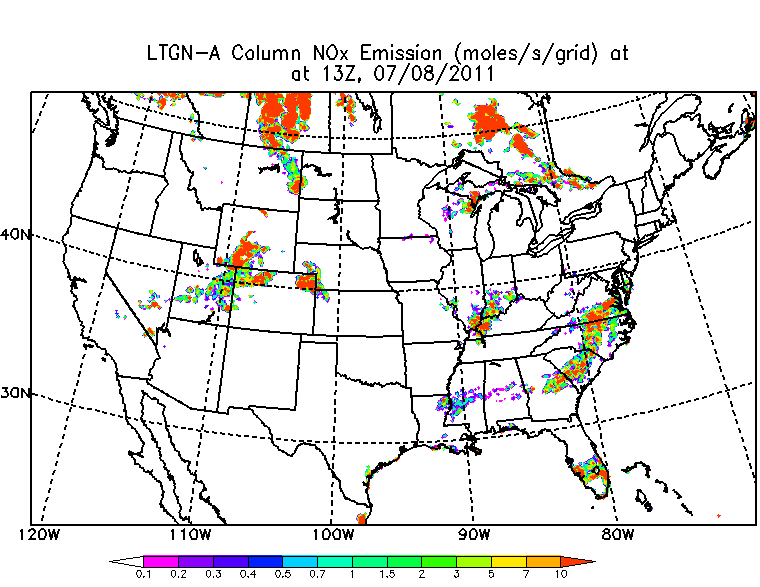 LTGN-A Column NOx Emission (moles/s/grid) at
at 13Z, 07/08/2011
40N
30N
120W 110W 100W 90W 80W
0.1 0.2 0.3 0.4 0.5 0.7 1 1.5 2 3 5 7 10